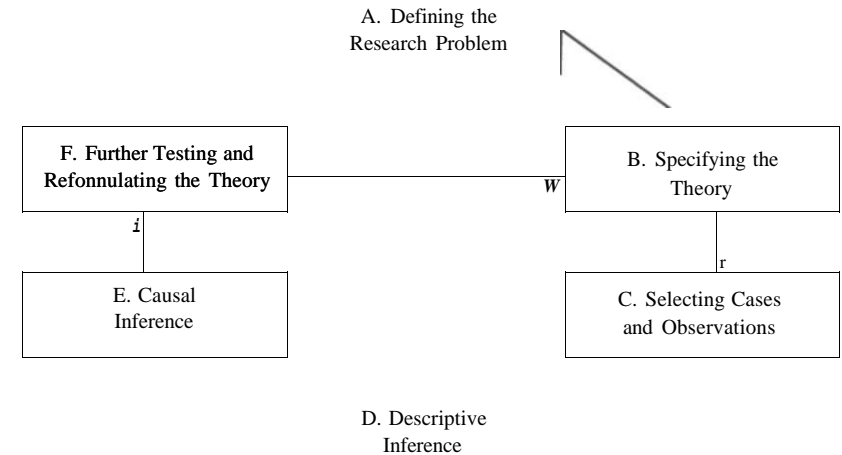 A. Defining the
Research Problem
F. Further Testing and
Refonnulating the Theory
W
B. Specifying the
Theory
i
r
E. Causal
Inference
C. Selecting Cases
and Observations
D. Descriptive
Inference